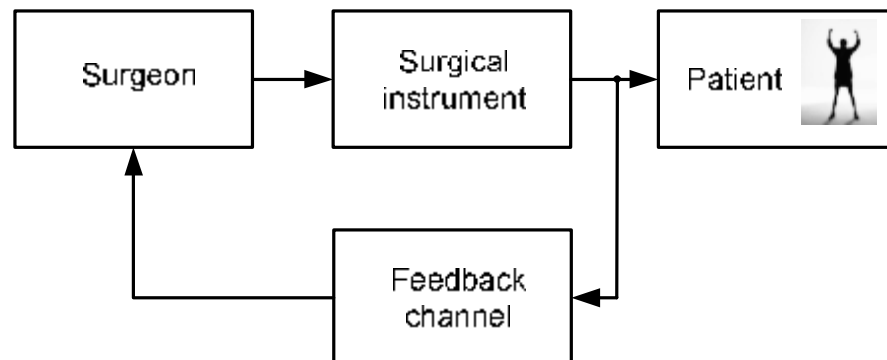 Surgeon
Surgical
instrument
Patient
Feedback
channel